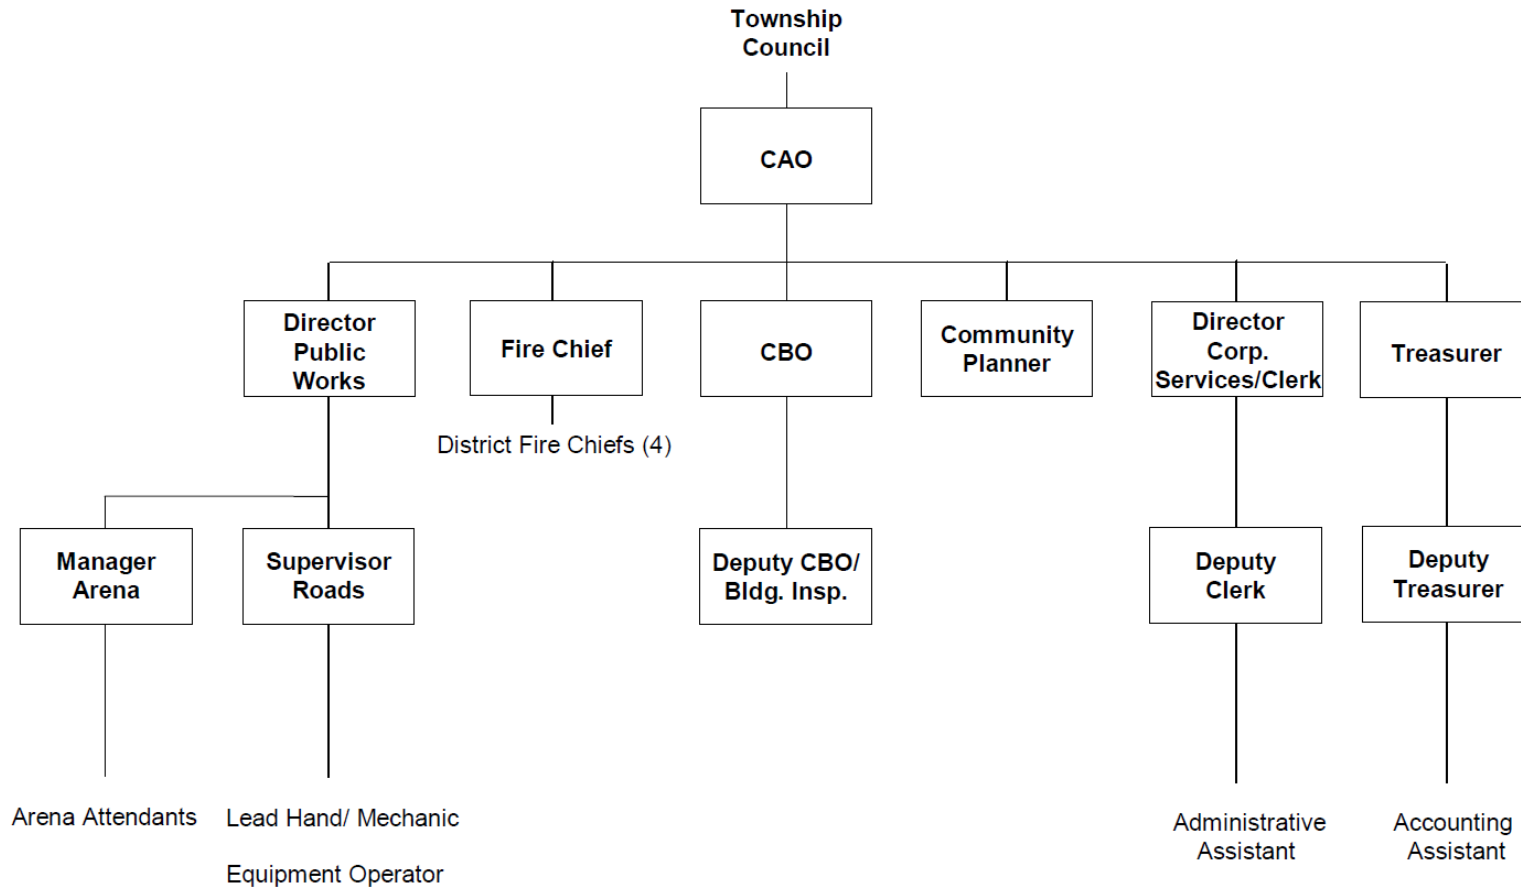 Township
Council
CAO
Director
Public
Works
Fire Chief
CBO
Community
Planner
Director
Corp.
Services/Clerk
Treasurer
District Fire Chiefs (4)
Manager
Arena
Supervisor
Roads
Deputy CBO/
Bldg. Insp.
Deputy
Clerk
Deputy
Treasurer
Arena Attendants
Lead Hand/ Mechanic
Equipment Operator
Administrative
Assistant
Accounting
Assistant